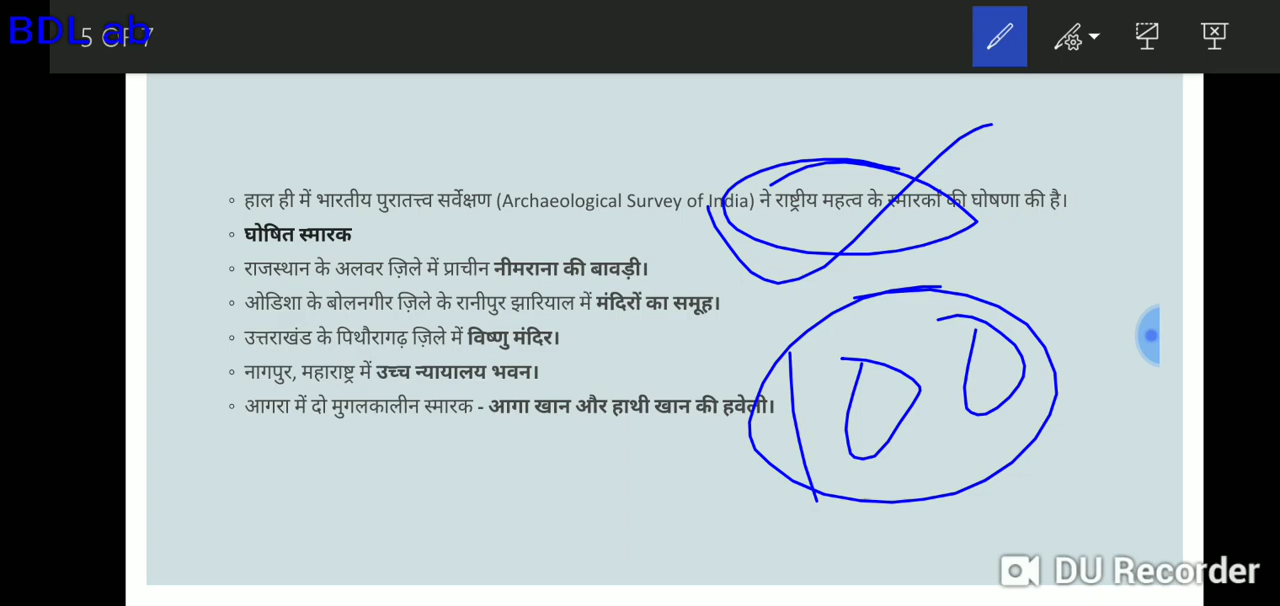 BDL ab
5 OF 7
◦ हाल ही में भारतीय पुरातत्त्व सर्वेक्षण (Archaeological Survey of India) ने राष्ट्रीय महत्व के स्मारकों की घोषणा की है।
◦ घोषित स्मारक
◦ राजस्थान के अलवर ज़िले में प्राचीन नीमराना की बावड़ी।
◦ ओडिशा के बोलनगीर ज़िले के रानीपुर झारियाल में मंदिरों का समूह।
◦ उत्तराखंड के पिथौरागढ़ ज़िले में विष्णु मंदिर।
◦ नागपुर, महाराष्ट्र में उच्च न्यायालय भवन।
◦ आगरा में दो मुगलकालीन स्मारक - आगा खान और हाथी खान की हवेली।
100
DU Recorder